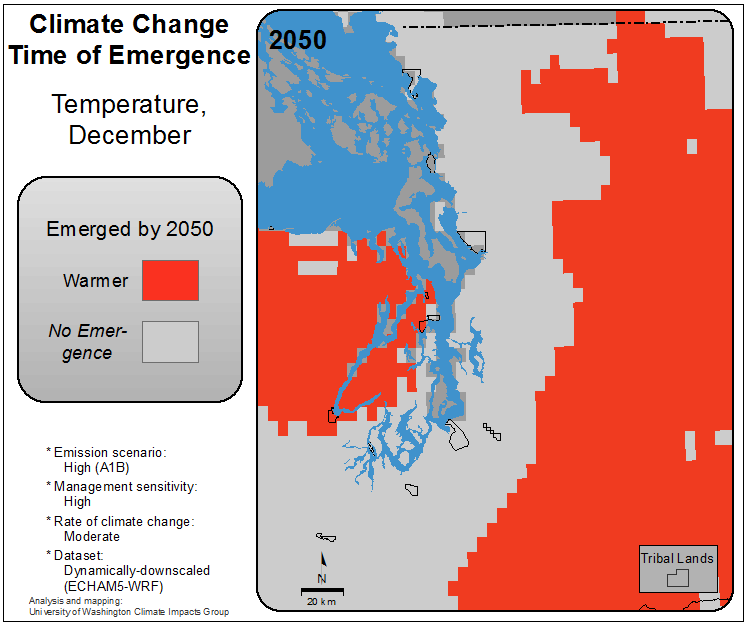 Climate Change
Time of Emergence
Temperature,
December
Emerged by 2050
Warmer
No Emer-
gence
* Emission scenario:
High (A1B)
* Management sensitivity:
High
* Rate of climate change:
Moderate
* Dataset:
Dynamically-downscaled
(ECHAM5-WRF)
Analysis and mapping:
University of Washington Climate Impacts Group
2050
N
20 km
Tribal Lands